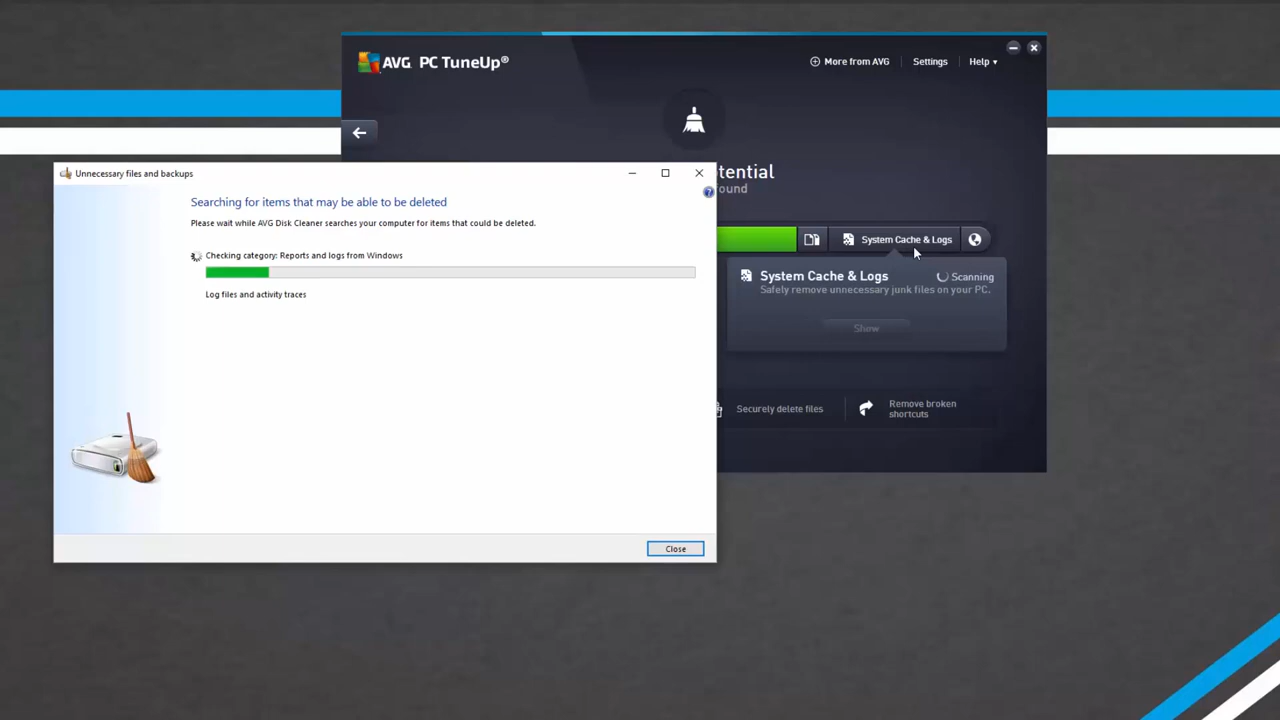 AVG PC TuneUp®
More from AVG
Settings
Help
tential
ound
Unnecessary files and backups
Searching for items that may be able to be deleted
Please wait while AVG Disk Cleaner searches your computer for items that could be deleted.
Checking category: Reports and logs from Windows
Log files and activity traces
Close
System Cache & Logs
System Cache & Logs
Scanning
Safely remove unnecessary junk files on your PC.
Show
Securely delete files
Remove broken
shortcuts